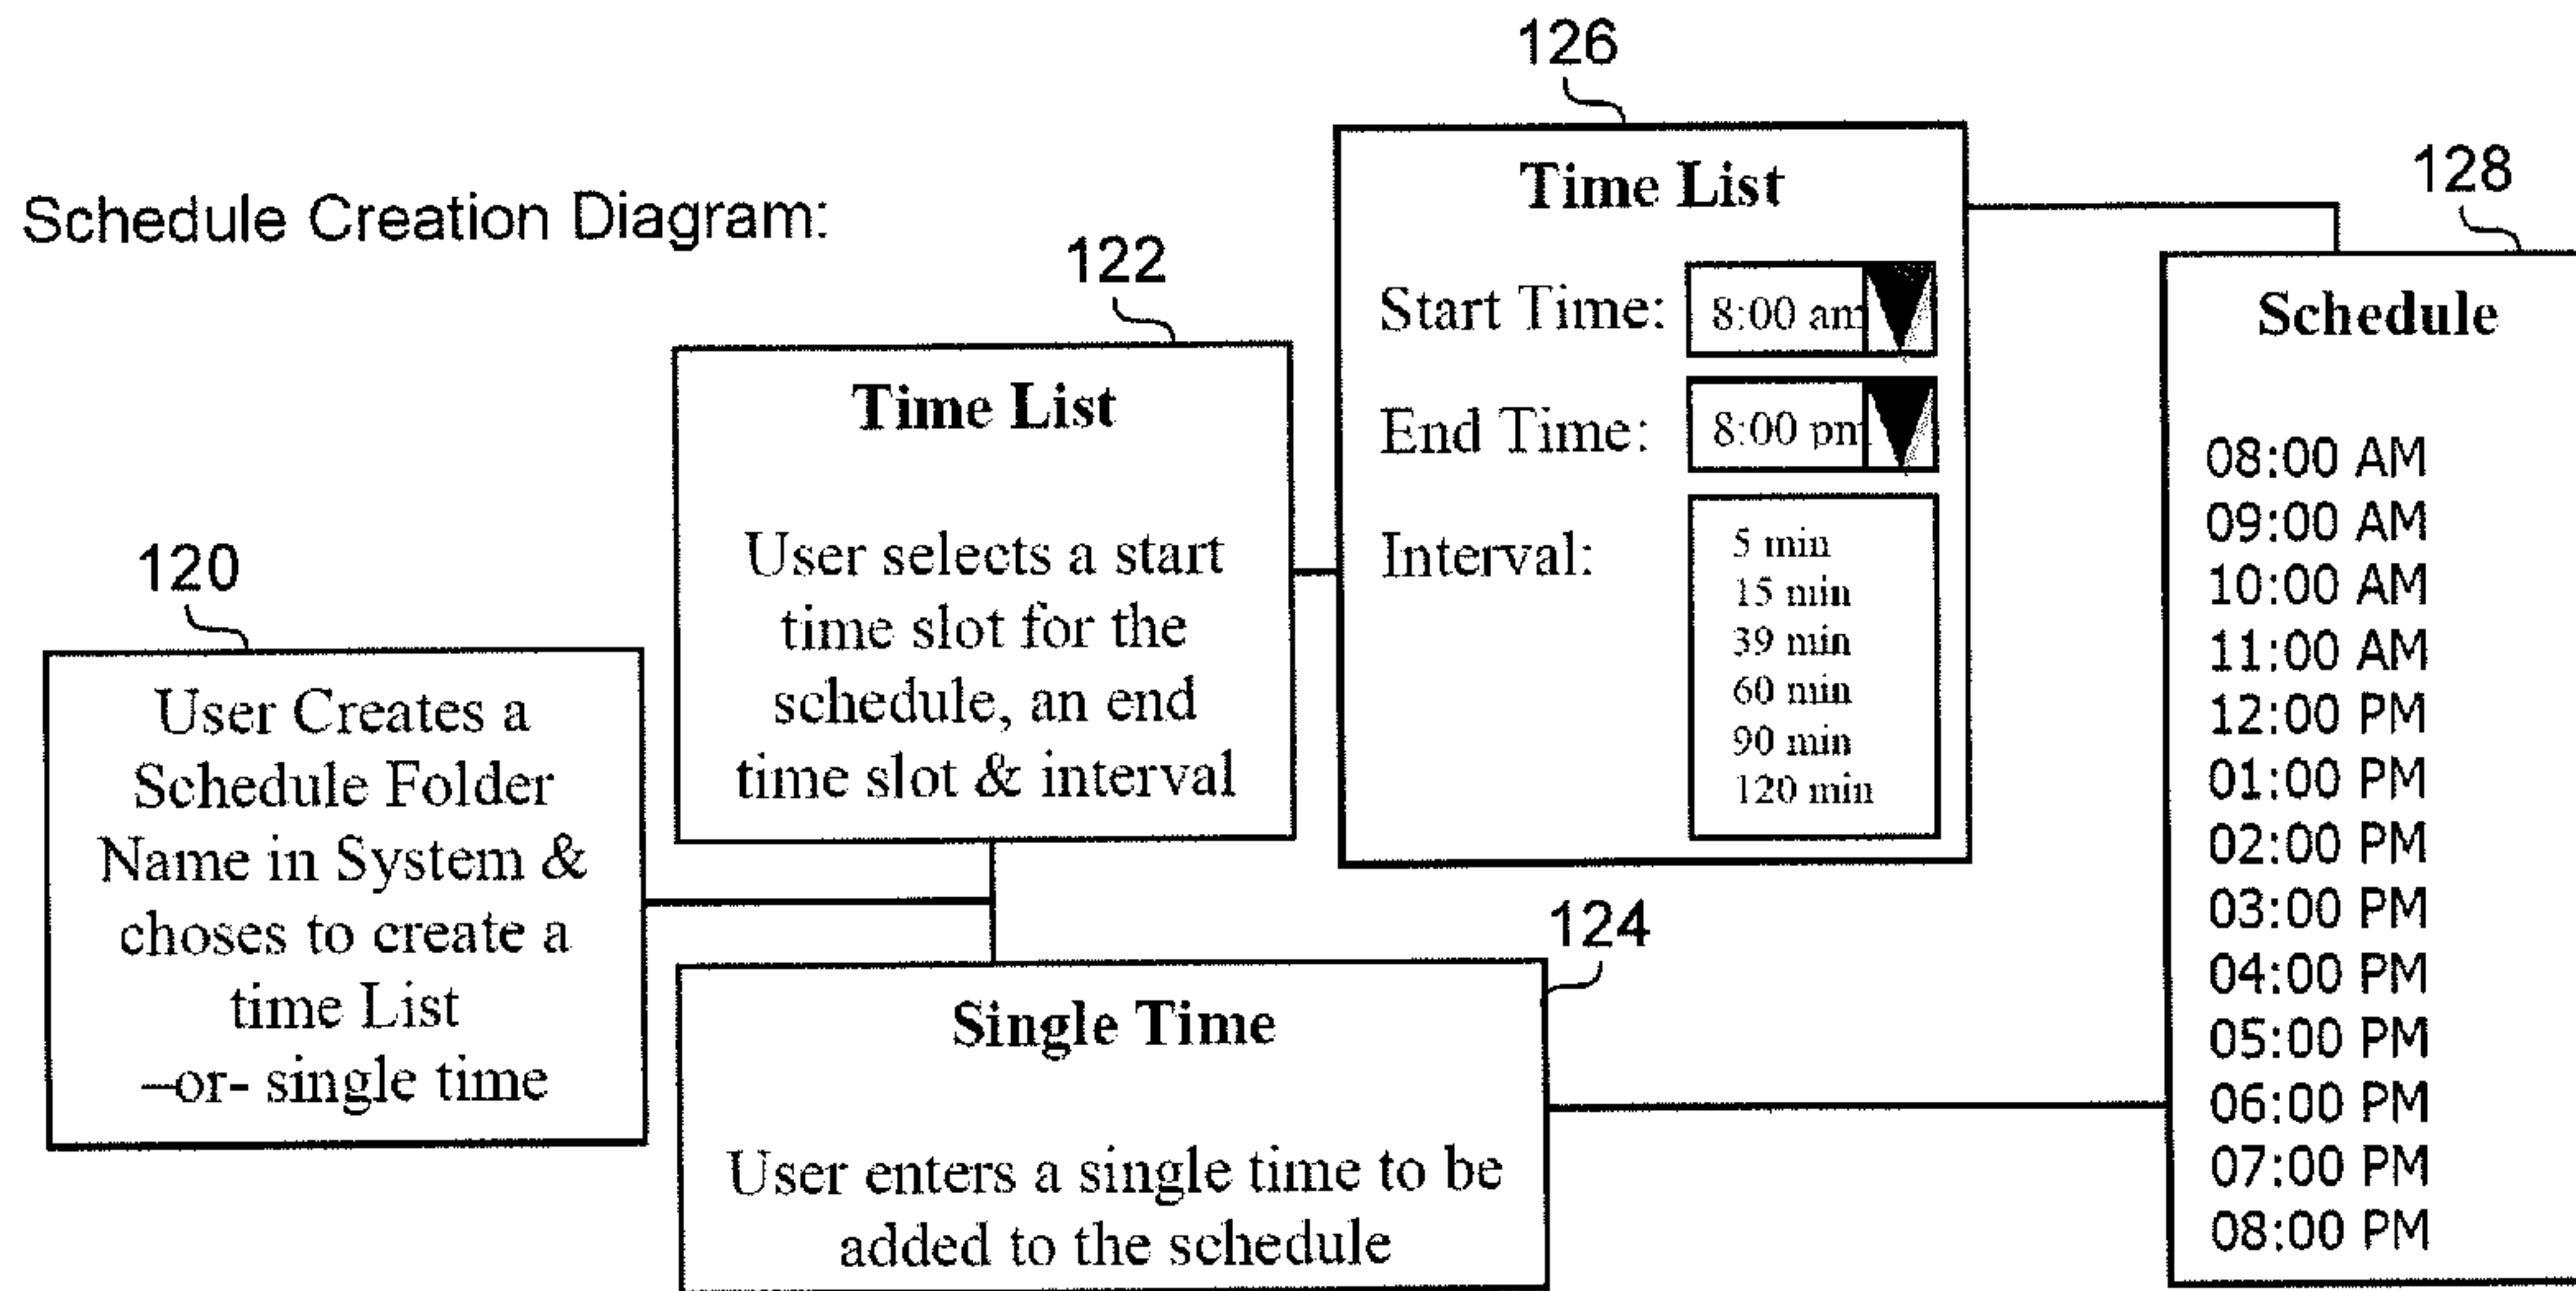 Schedule Creation Diagram:
120
User Creates a
Schedule Folder
Name in System &
choses to create a
time List
–or- single time
122
Time List
User selects a start
time slot for the
schedule, an end
time slot & interval
124
Single Time
User enters a single time to be
added to the schedule
126
Time List
Start Time: 8:00 am
End Time: 8:00 pm
Interval:
5 min
15 min
39 min
60 min
90 min
120 min
128
Schedule
08:00 AM
09:00 AM
10:00 AM
11:00 AM
12:00 PM
01:00 PM
02:00 PM
03:00 PM
04:00 PM
05:00 PM
06:00 PM
07:00 PM
08:00 PM